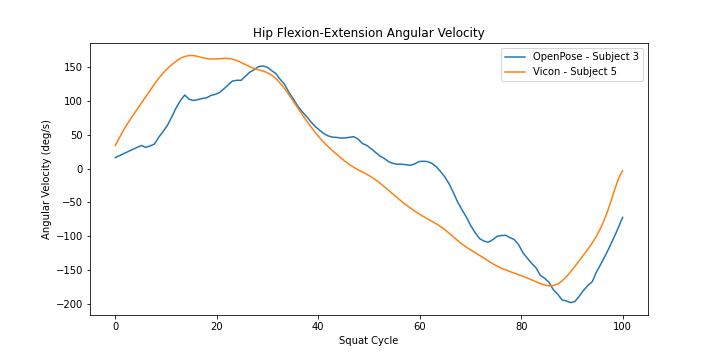 Hip Flexion-Extension Angular Velocity
OpenPose - Subject 3
Vicon - Subject 5
Angular Velocity (deg/s)
150
100
50
0
−50
−100
−150
−200
0 20 40 60 80 100
Squat Cycle